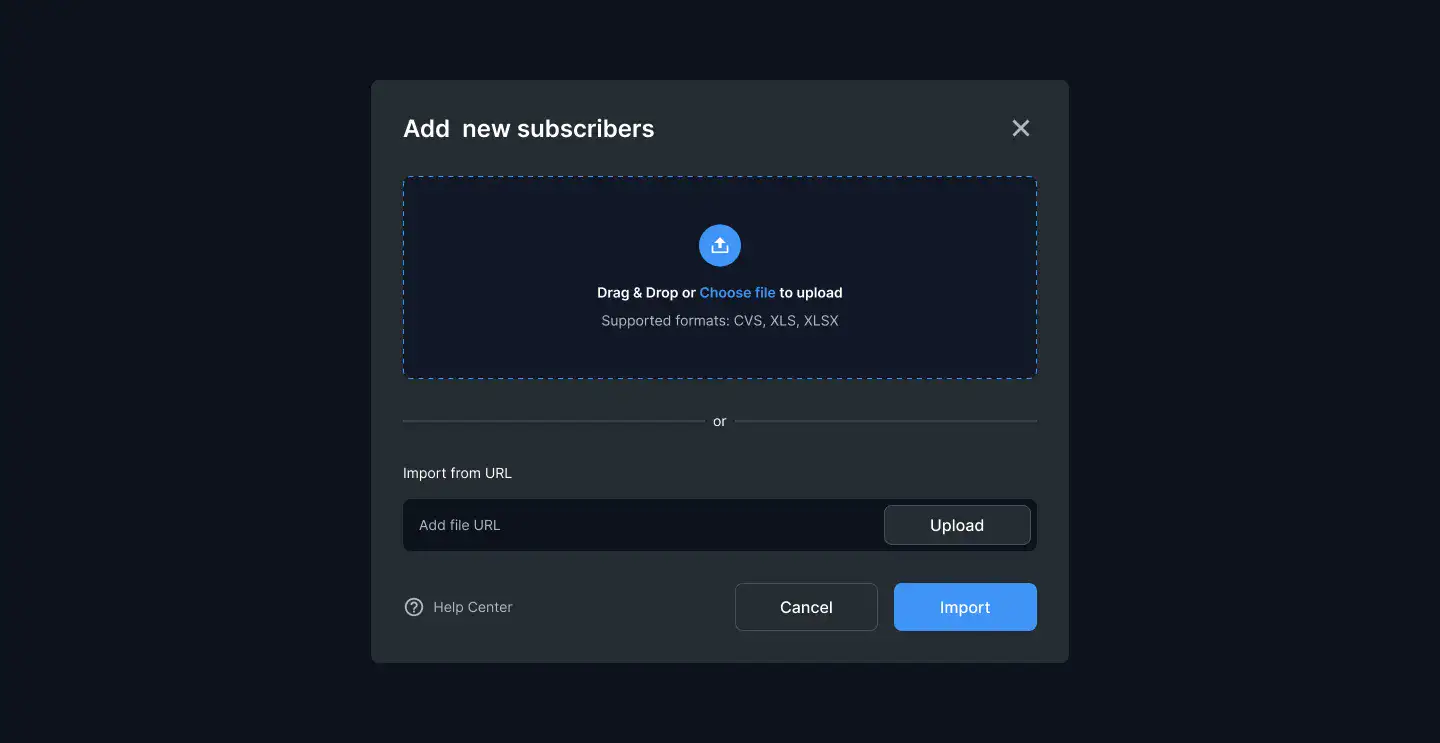 Add  new subscribers
Drag & Drop or Choose file to upload
Supported formats: CVS, XLS, XLSX
or
Import from URL
Add file URL
Upload
Help Center
Cancel
Import